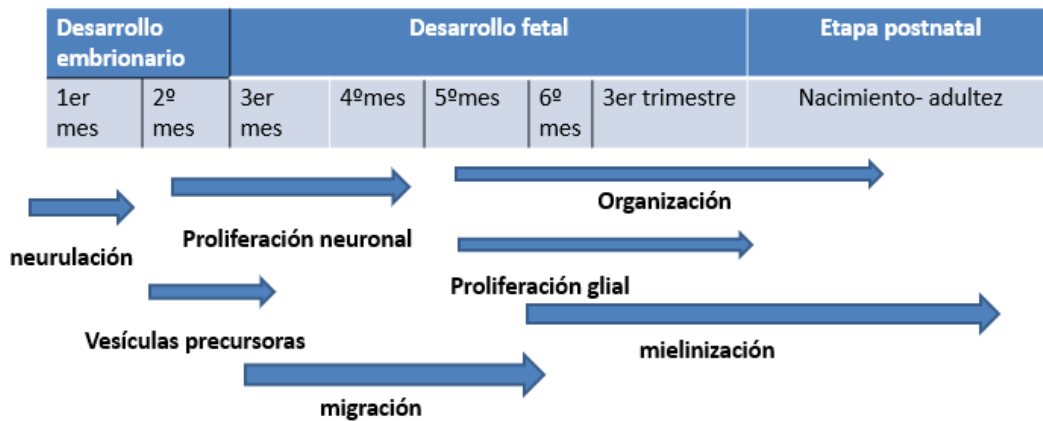 Desarrollo
embrionario
Desarrollo fetal
Etapa postnatal
1er
mes
2º
mes
3er
mes
4ºmes
5ºmes
6º
mes
3er trimestre
Nacimiento- adultez
neurulación
Proliferación neuronal
Organización
Vesículas precursoras
Proliferación glial
mielinización
migración